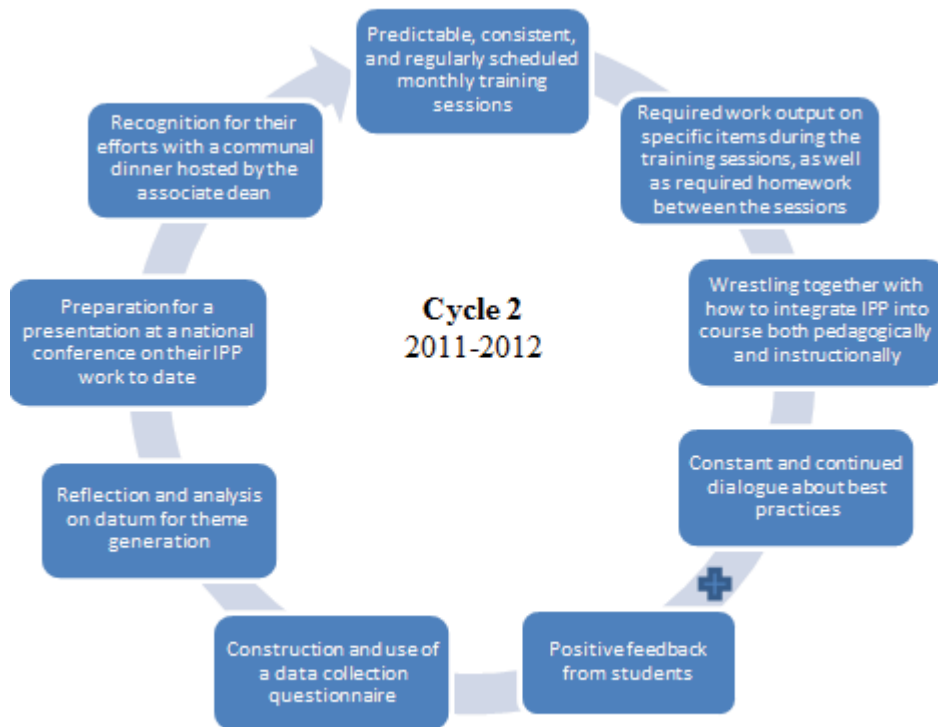 Predictable, consistent,
and regularly scheduled
monthly training
sessions
Required work output on
specific items during the
training sessions, as well
as required homework
between the sessions
Wrestling together with
how to integrate IPP into
course both pedagogically
and instructionally
Constant and continued
dialogue about best
practices
Positive feedback
from students
Construction and use of
a data collection
questionnaire
Reflection and analysis
on datum for theme
generation
Preparation for a
presentation at a national
conference on their IPP
work to date
Recognition for their
efforts with a communal
dinner hosted by the
associate dean
Cycle 2
2011-2012